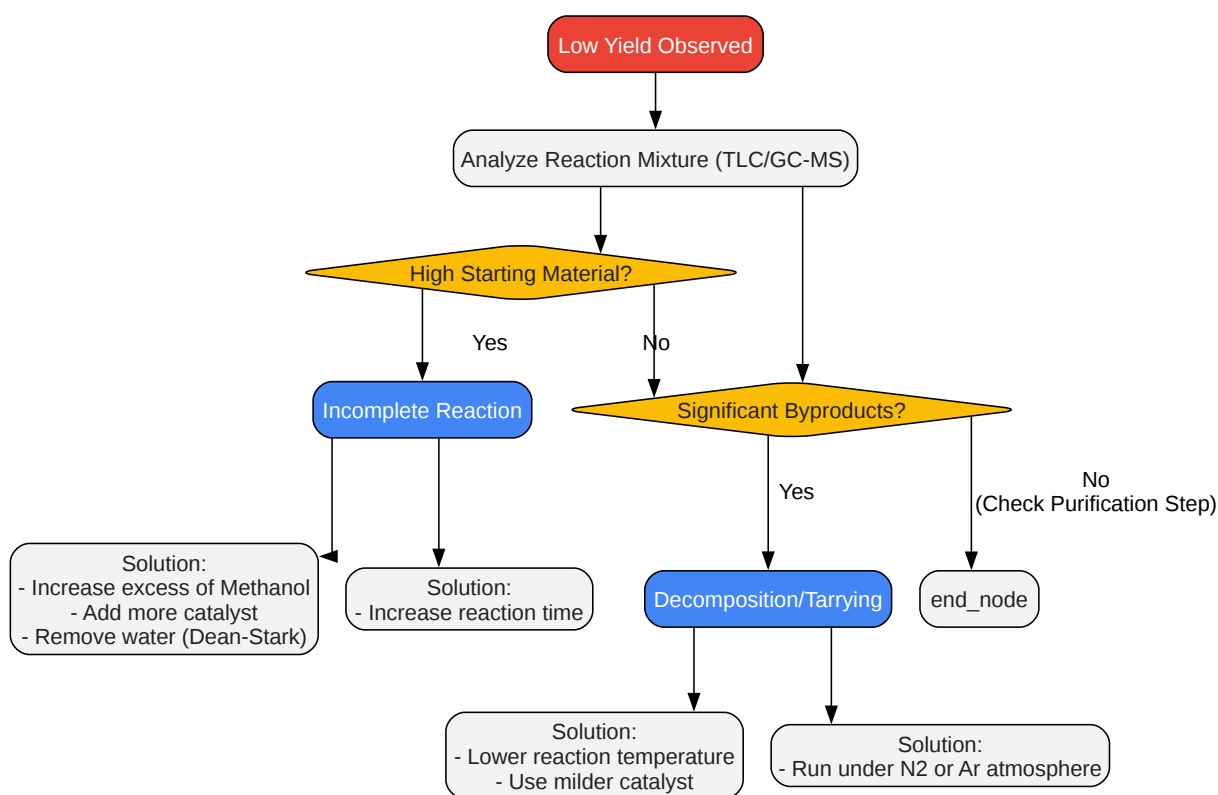 Low Yield Observed
Analyze Reaction Mixture (TLC/GC-MS)
High Starting Material?
Yes
No
Incomplete Reaction
Significant Byproducts?
Yes
No
(Check Purification Step)
Solution:
- Increase excess of Methanol
- Add more catalyst
- Remove water (Dean-Stark)
Solution:
- Increase reaction time
Decomposition/Tarrying
end_node
Solution:
- Lower reaction temperature
- Use milder catalyst
Solution:
- Run under N2 or Ar atmosphere